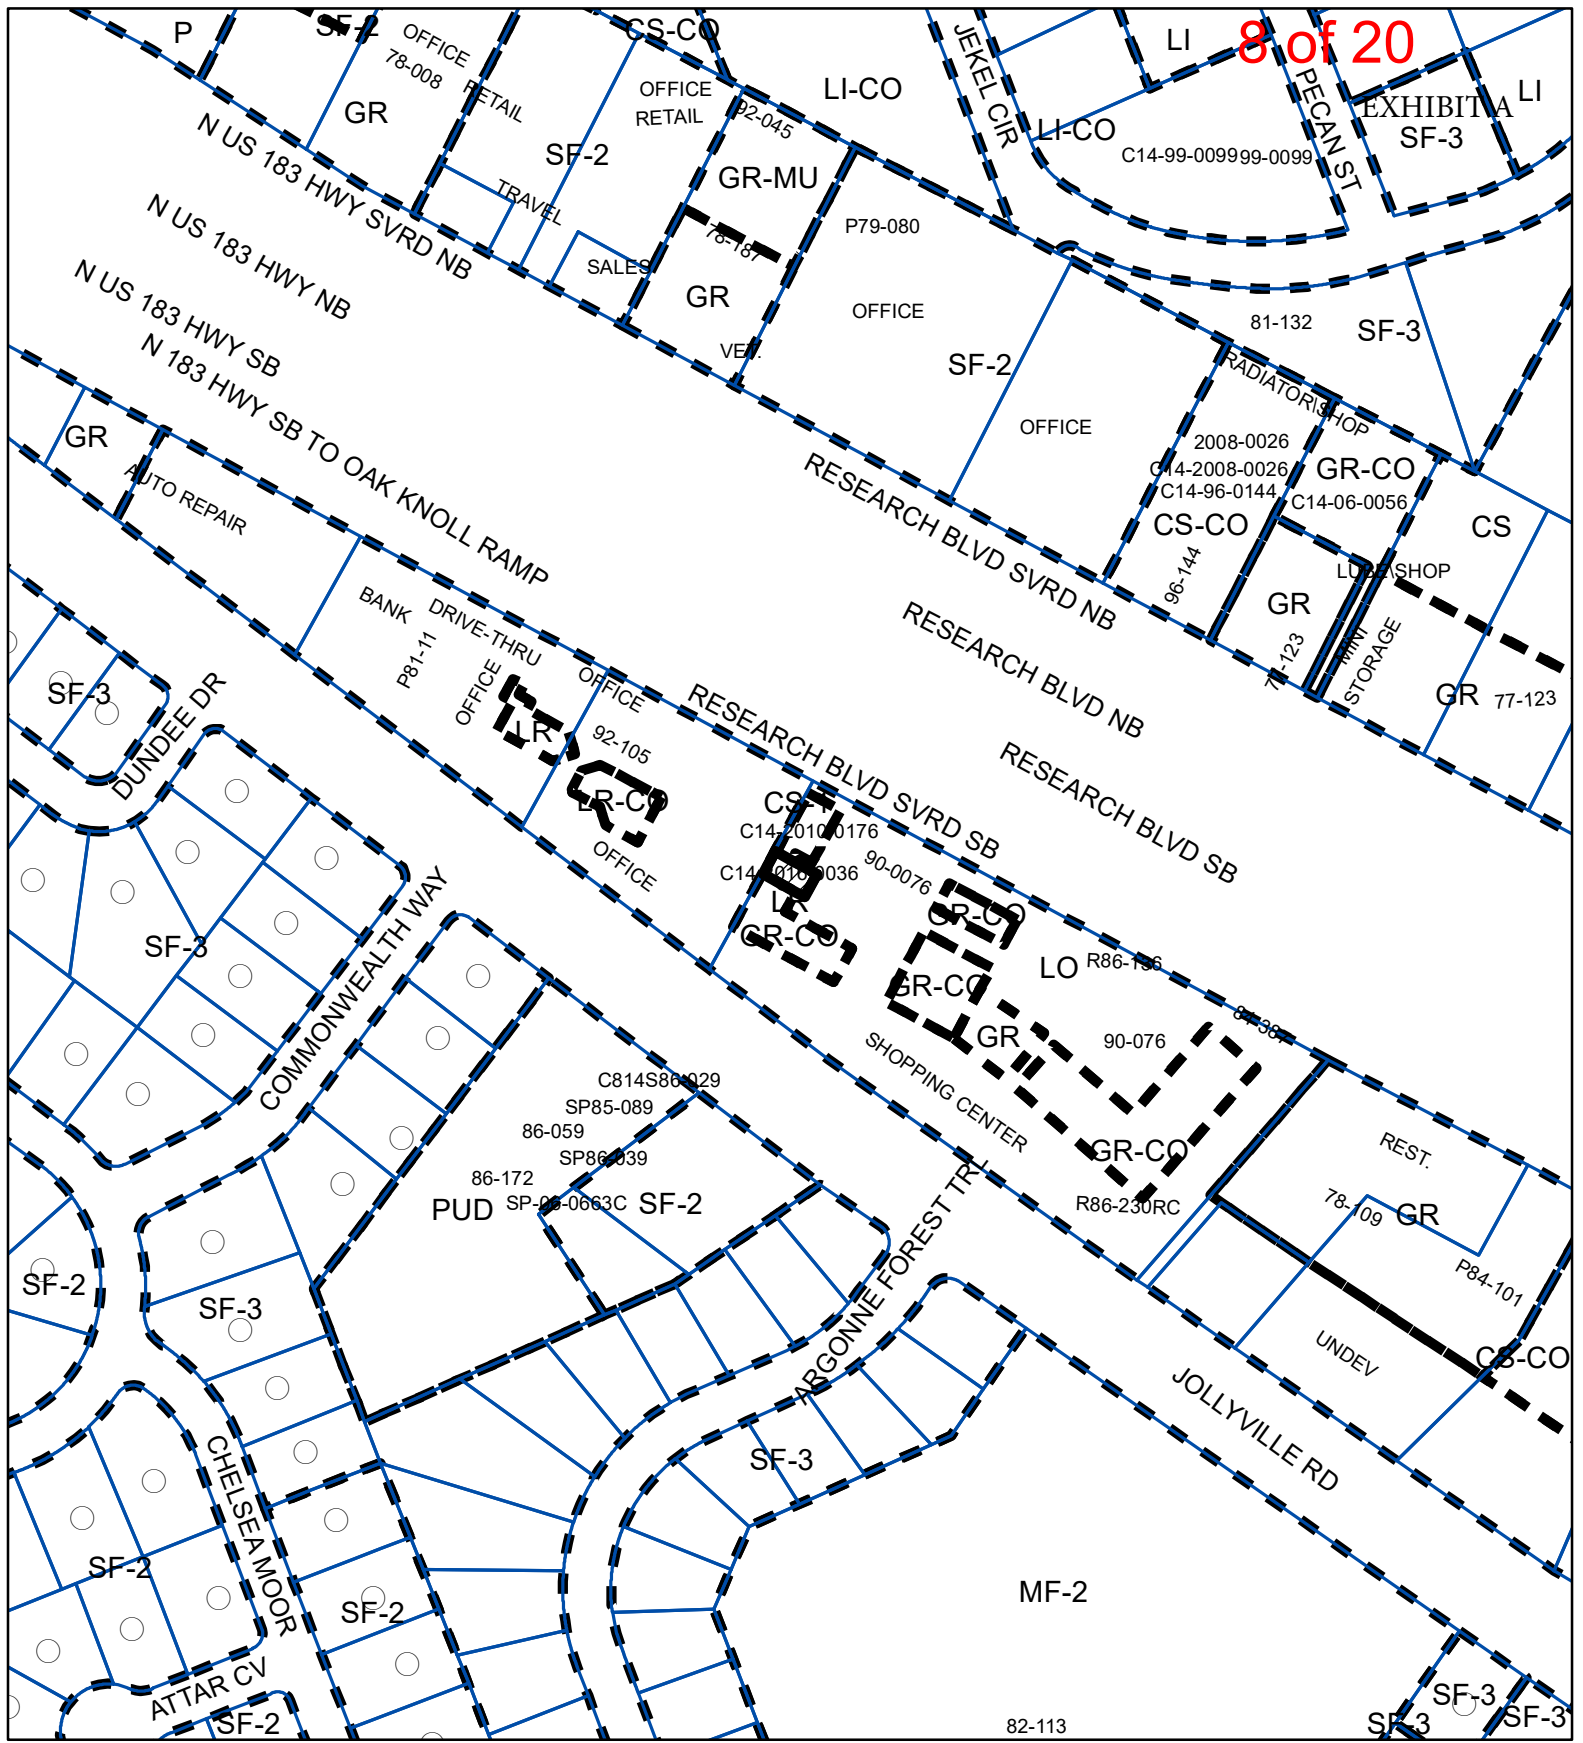 P
SF-2
OFFICE
78-008
GR
RETAIL
CS-CO
OFFICE
RETAIL
92-045
LI-CO
JEKEL CIR
LI
8 of 20
PECAN ST
EXHIBIT A
LI
SF-3
LI-CO
C14-99-0099
99-0099
N US 183 HWY SVRD NB
SF-2
TRAVEL
SALES
GR-MU
78-187
GR
VET.
P79-080
OFFICE
SF-2
OFFICE
81-132
SF-3
N US 183 HWY NB
N US 183 HWY SB
N 183 HWY SB TO OAK KNOLL RAMP
GR
AUTO REPAIR
RADIATOR\SHOP
2008-0026
C14-2008-0026
C14-96-0144
CS-CO
96-144
GR-CO
C14-06-0056
CS
LUBE\SHOP
GR
MINI
STORAGE
GR
77-123
RESEARCH BLVD SVRD NB
RESEARCH BLVD NB
RESEARCH BLVD SB
RESEARCH BLVD SVRD SB
BANK
DRIVE-THRU
P81-11
OFFICE
OFFICE
LR
92-105
LR-CO
OFFICE
SF-3
DUNDEE DR
CS-1
C14-2010-0176
C14-2016-0036
LR
GR-CO
90-0076
GR-CO
GR-CO
LO
R86-136
GR
90-076
84-387
SHOPPING CENTER
GR-CO
R86-230RC
SF-3
COMMONWEALTH WAY
C814S86-029
SP85-089
86-059
SP86-039
86-172
SP-06-0663C
PUD
SF-2
REST.
78-109
GR
P84-101
UNDEV
CS-CO
ARGONNE FOREST TRL
JOLLYVILLE RD
SF-2
SF-3
CHELSEA MOOR
SF-3
SF-2
SF-2
MF-2
ATTAR CV
SF-2
82-113
SF-3
SF-3
SF-3